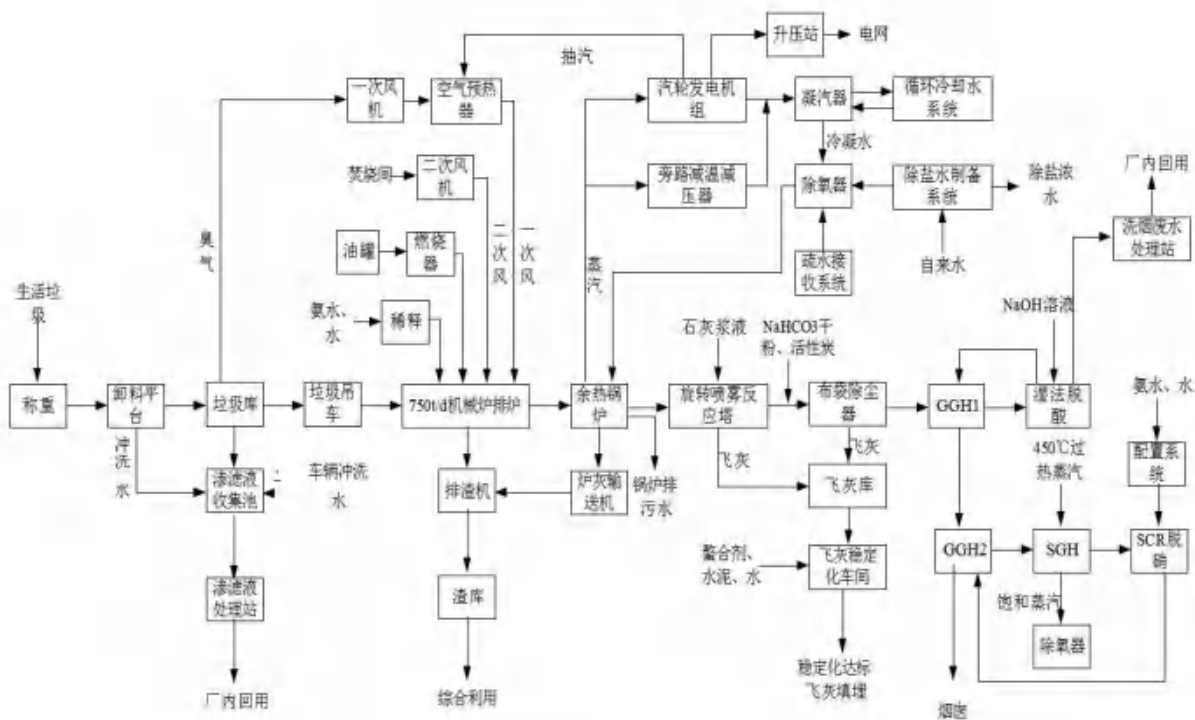 升压站
电网
抽汽
一次风
机
空气预热
器
汽轮发电机
组
凝汽器
循环冷却水
系统
冷凝水
焚烧间
二次风
机
旁路减温减
压器
除氧器
除盐水制备
系统
除盐浓
水
厂内回用
洗烟废水
处理站
臭气
油罐
燃烧
器
二次风
一次风
蒸汽
疏水接
收系统
自来水
生活垃
圾
氨水、
水
稀释
石灰浆液
NaHCO3干
粉、活性炭
NaOH溶液
称重
卸料平
台
垃圾库
垃圾吊
车
750t/d机械炉排炉
余热锅
炉
旋转喷雾反
应塔
布袋除尘
器
GGH1
湿法脱
酸
氨水、水
冲洗水
渗滤液
收集池
车辆冲洗
水
排渣机
炉灰输
送机
锅炉排
污水
飞灰
飞灰
飞灰库
450℃过
热蒸汽
配置系
统
渗滤液
处理站
渣库
螯合剂、
水泥、水
飞灰稳定
化车间
GGH2
SGH
SCR脱
硝
饱和蒸汽
除氧器
厂内回用
综合利用
稳定化达标
飞灰填埋
烟囱